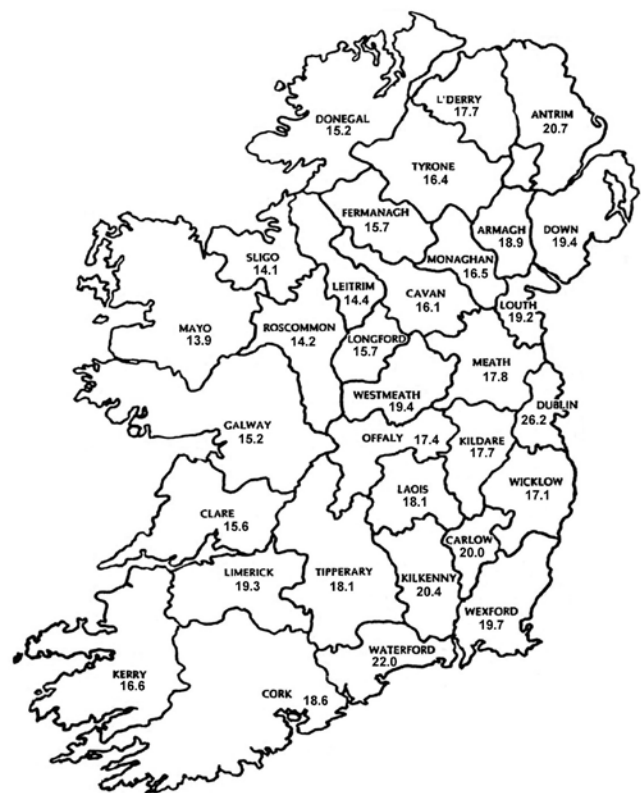 L'DERRY
17.7
ANTRIM
20.7
DONEGAL
15.2
TYRONE
16.4
FERMANAGH
15.7
ARMAGH
18.9
DOWN
19.4
MONAGHAN
16.5
SLIGO
14.1
LEITRIM
14.4
CAVAN
16.1
LOUTH
19.2
MAYO
13.9
ROSCOMMON
14.2
LONGFORD
15.7
MEATH
17.8
WESTMEATH
19.4
DUBLIN
26.2
GALWAY
15.2
OFFALY 17.4
KILDARE
17.7
LAOIS
18.1
WICKLOW
17.1
CLARE
15.6
CARLOW
20.0
LIMERICK
19.3
TIPPERARY
18.1
KILKENNY
20.4
WEXFORD
19.7
WATERFORD
22.0
KERRY
16.6
CORK 18.6